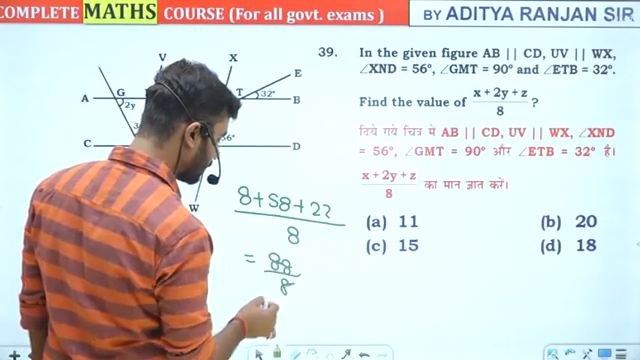 COMPLETE MATHS COURSE (For all govt. exams)
BY ADITYA RANJAN SIR
39. In the given figure AB || CD, UV || WX,
∠XND = 56°, ∠GMT = 90° and ∠ETB = 32°.
Find the value of (x + 2y + z)/8 ?
दिये गये चित्र में AB || CD, UV || WX, ∠XND
= 56°, ∠GMT = 90° और ∠ETB = 32° है।
(x + 2y + z)/8 का मान ज्ञात करें।
(a) 11
(b) 20
(c) 15
(d) 18
V
X
E
A
G
T
32°
B
2y
3
56°
C
D
W
8+58+22
8
= 88
8